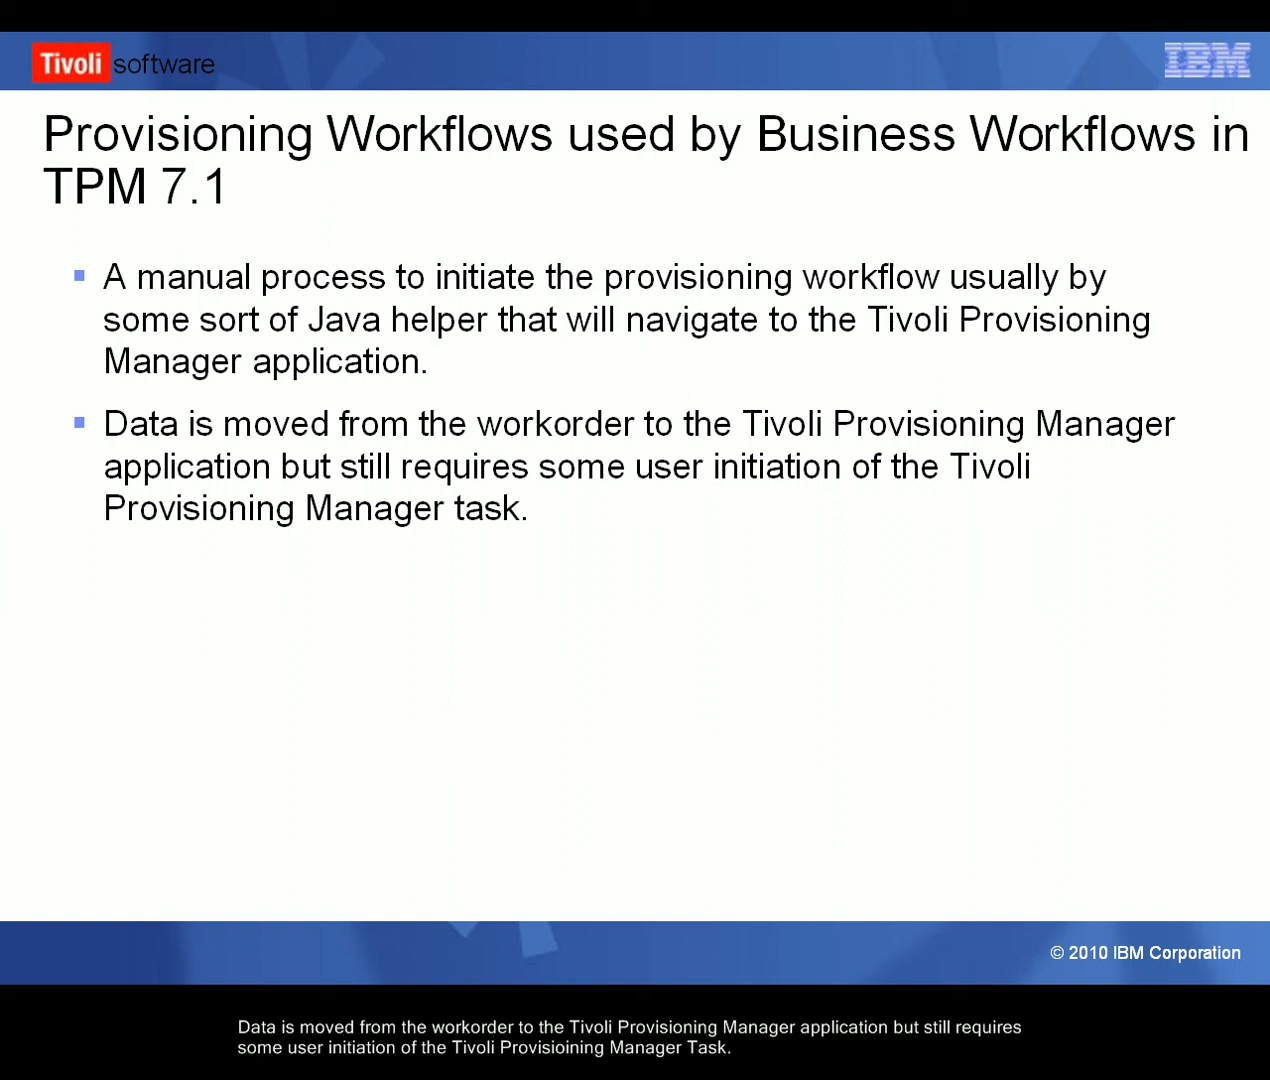 Tivoli software
IBM
Provisioning Workflows used by Business Workflows in
TPM 7.1
A manual process to initiate the provisioning workflow usually by
some sort of Java helper that will navigate to the Tivoli Provisioning
Manager application.
Data is moved from the workorder to the Tivoli Provisioning Manager
application but still requires some user initiation of the Tivoli
Provisioning Manager task.
© 2010 IBM Corporation
Data is moved from the workorder to the Tivoli Provisioning Manager application but still requires
some user initiation of the Tivoli Provisioining Manager Task.